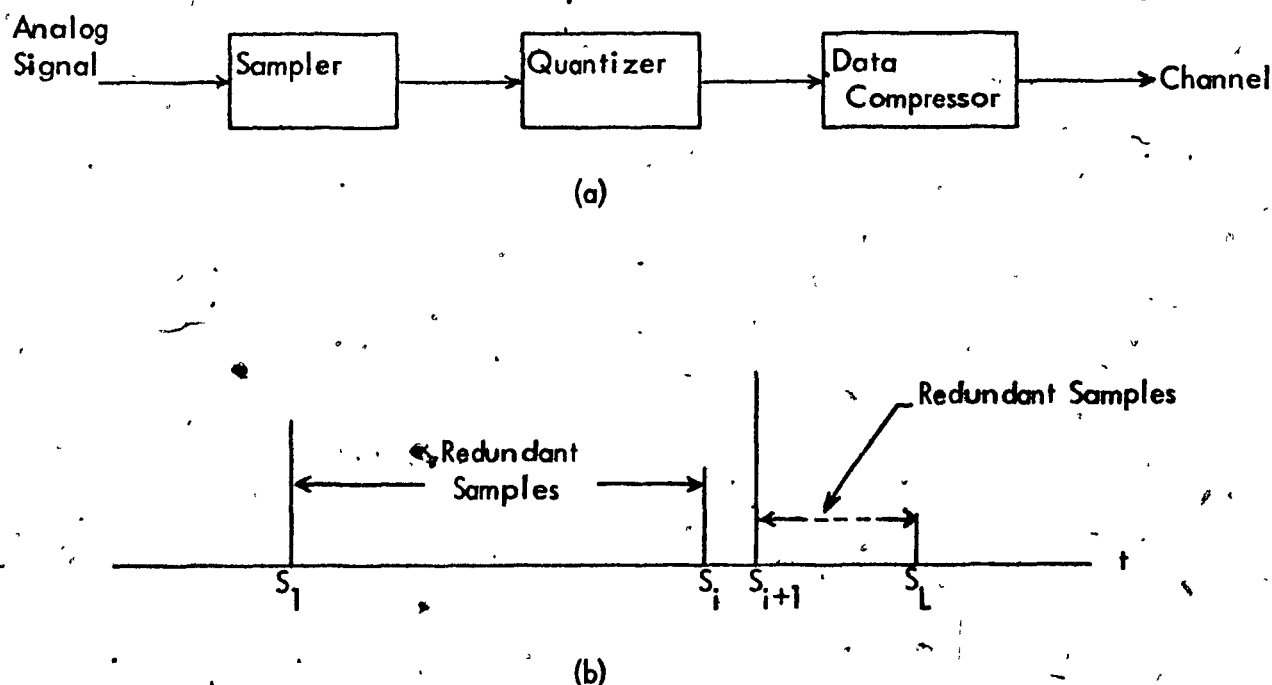 Analog
Signal
Sampler
Quantizer
Data
Compressor
Channel
(a)
Redundant Samples
Redundant
Samples
t
S1
Si
Si+1
SL
(b)